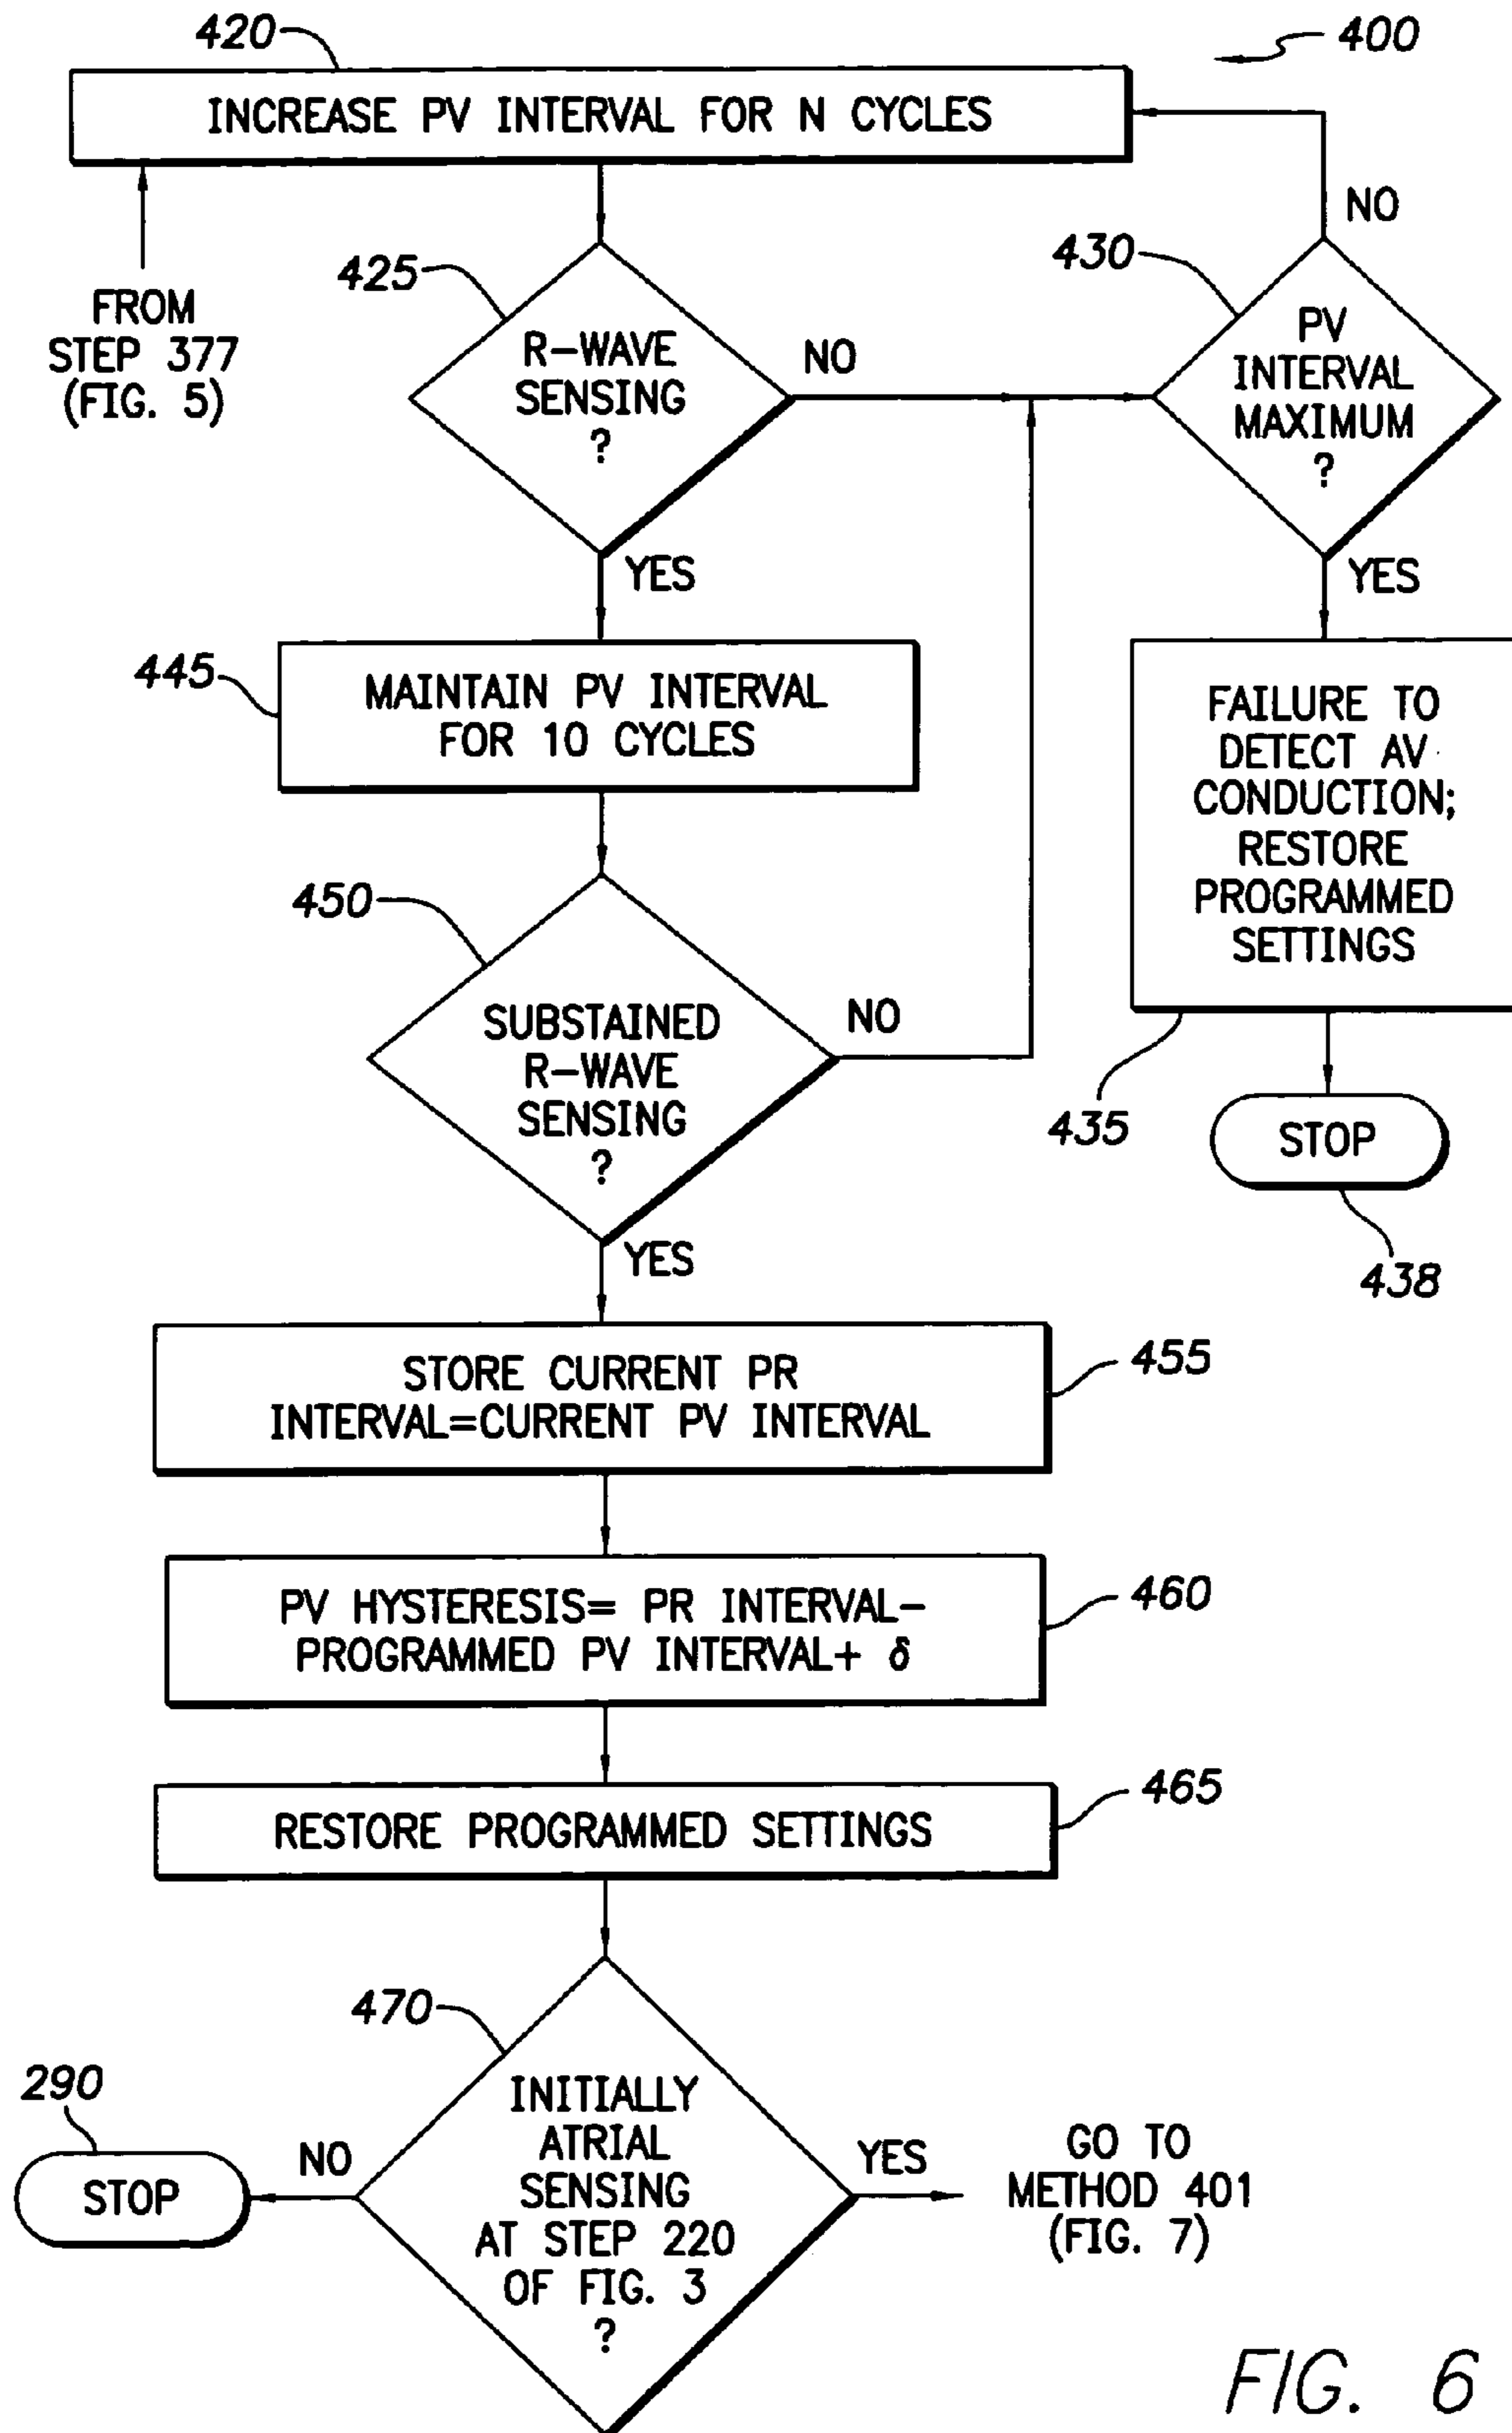 420
400
INCREASE PV INTERVAL FOR N CYCLES
NO
425
430
FROM
STEP 377
(FIG. 5)
R-WAVE
SENSING
?
NO
PV
INTERVAL
MAXIMUM
?
YES
YES
445
MAINTAIN PV INTERVAL
FOR 10 CYCLES
FAILURE TO
DETECT AV
CONDUCTION;
RESTORE
PROGRAMMED
SETTINGS
450
SUBSTAINED
R-WAVE
SENSING
?
NO
435
STOP
438
YES
STORE CURRENT PR
INTERVAL=CURRENT PV INTERVAL
455
PV HYSTERESIS= PR INTERVAL-
PROGRAMMED PV INTERVAL+ δ
460
RESTORE PROGRAMMED SETTINGS
465
470
290
STOP
NO
INITIALLY
ATRIAL
SENSING
AT STEP 220
OF FIG. 3
?
YES
GO TO
METHOD 401
(FIG. 7)
FIG. 6